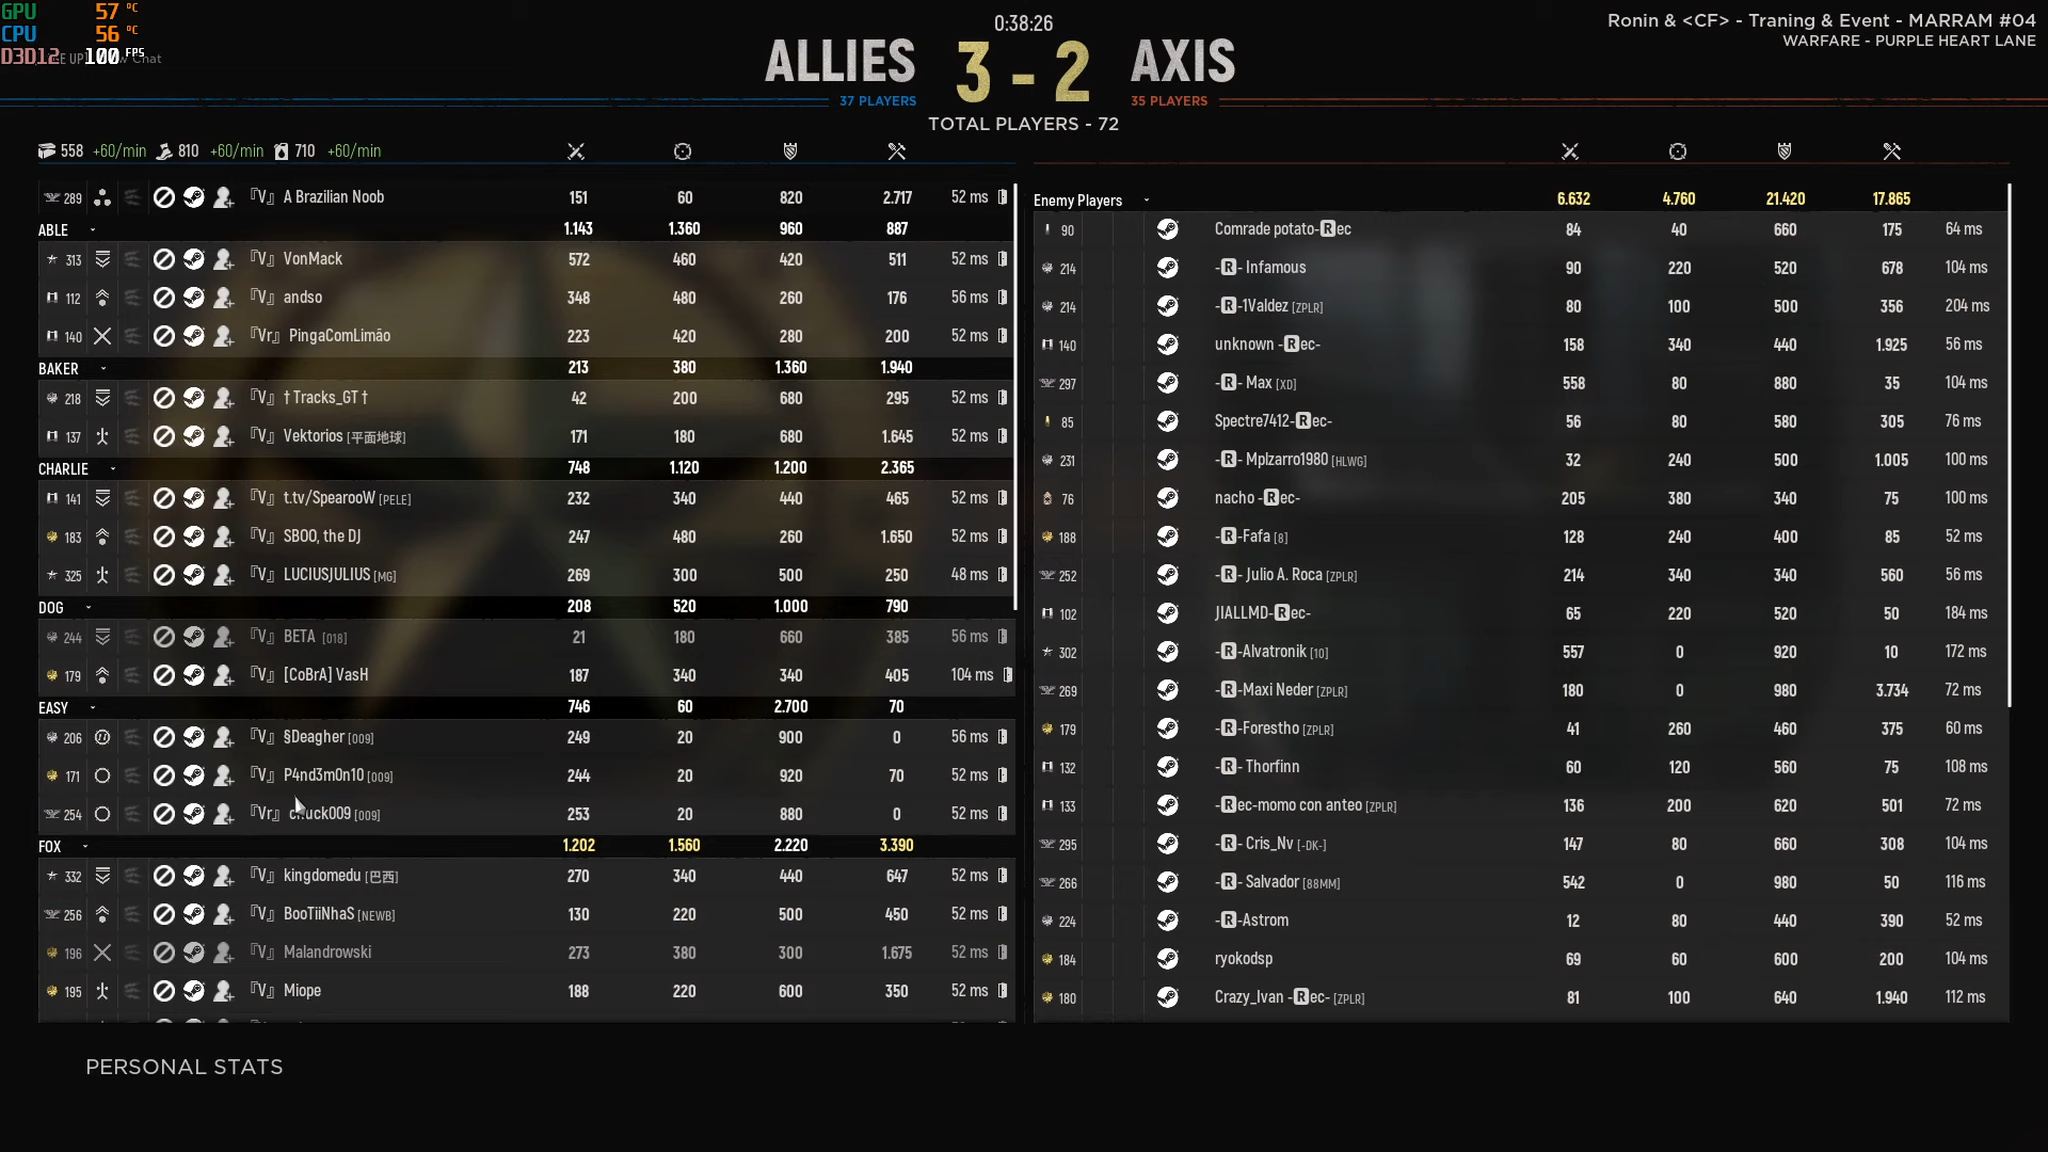 GPU 57 °C
CPU 56 °C
D3D12 100 FPS
Chat
0:38:26
ALLIES 3 - 2 AXIS
37 PLAYERS
35 PLAYERS
TOTAL PLAYERS - 72
Ronin & <CF> - Traning & Event - MARRAM #04
WARFARE - PURPLE HEART LANE
558 +60/min 810 +60/min 710 +60/min
289 『V』 A Brazilian Noob 151 60 820 2.717 52 ms
ABLE 1.143 1.360 960 887
313 『V』 VonMack 572 460 420 511 52 ms
112 『V』 andso 348 480 260 176 56 ms
140 『Vr』 PingaComLimão 223 420 280 200 52 ms
BAKER 213 380 1.360 1.940
218 『V』 † Tracks_GT † 42 200 680 295 52 ms
137 『V』 Vektorios [平面地球] 171 180 680 1.645 52 ms
CHARLIE 748 1.120 1.200 2.365
141 『V』 t.tv/SpearooW [PELE] 232 340 440 465 52 ms
183 『V』 SBOO, the DJ 247 480 260 1.650 52 ms
325 『V』 LUCIUSJULIUS [MG] 269 300 500 250 48 ms
DOG 208 520 1.000 790
244 『V』 BETA [018] 21 180 660 385 56 ms
179 『V』 [CoBrA] VasH 187 340 340 405 104 ms
EASY 746 60 2.700 70
206 『V』 §Deagher [009] 249 20 900 0 56 ms
171 『V』 P4nd3m0n10 [009] 244 20 920 70 52 ms
254 『Vr』 chuck009 [009] 253 20 880 0 52 ms
FOX 1.202 1.560 2.220 3.390
332 『V』 kingdomedu [巴西] 270 340 440 647 52 ms
256 『V』 BooTiiNhaS [NEWB] 130 220 500 450 52 ms
196 『V』 Malandrowski 273 380 300 1.675 52 ms
195 『V』 Miope 188 220 600 350 52 ms
Enemy Players 6.632 4.760 21.420 17.865
90 Comrade potato-Rec 84 40 660 175 64 ms
214 -R- Infamous 90 220 520 678 104 ms
214 -R-1Valdez [ZPLR] 80 100 500 356 204 ms
140 unknown -Rec- 158 340 440 1.925 56 ms
297 -R- Max [XD] 558 80 880 35 104 ms
85 Spectre7412-Rec- 56 80 580 305 76 ms
231 -R- Mplzarro1980 [HLWG] 32 240 500 1.005 100 ms
76 nacho -Rec- 205 380 340 75 100 ms
188 -R-Fafa [8] 128 240 400 85 52 ms
252 -R- Julio A. Roca [ZPLR] 214 340 340 560 56 ms
102 JIALLMD-Rec- 65 220 520 50 184 ms
302 -R-Alvatronik [10] 557 0 920 10 172 ms
269 -R-Maxi Neder [ZPLR] 180 0 980 3.734 72 ms
179 -R-Forestho [ZPLR] 41 260 460 375 60 ms
132 -R- Thorfinn 60 120 560 75 108 ms
133 -Rec-momo con anteo [ZPLR] 136 200 620 501 72 ms
295 -R- Cris_Nv [-DK-] 147 80 660 308 104 ms
266 -R- Salvador [88MM] 542 0 980 50 116 ms
224 -R-Astrom 12 80 440 390 52 ms
184 ryokodsp 69 60 600 200 104 ms
180 Crazy_Ivan -Rec- [ZPLR] 81 100 640 1.940 112 ms
PERSONAL STATS